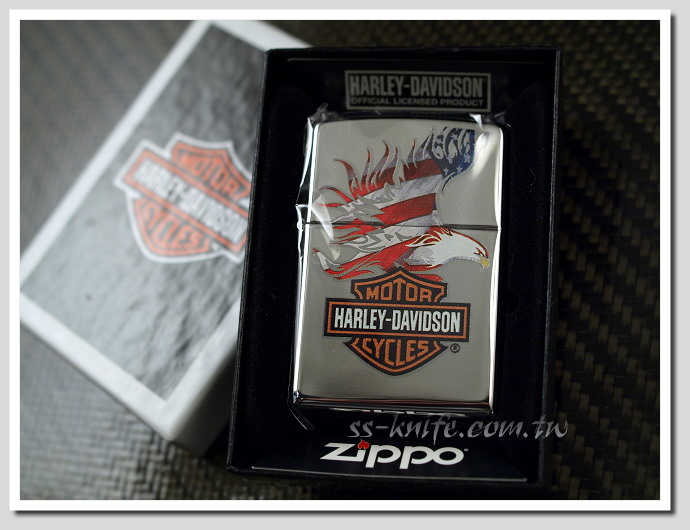 HARLEY-DAVIDSON
OFFICIAL LICENSED PRODUCT
MOTOR
HARLEY-DAVIDSON
CYCLES
®
MOTOR
HARLEY-DAVIDSON
CYCLES
ss-knife.com.tw
zippo®